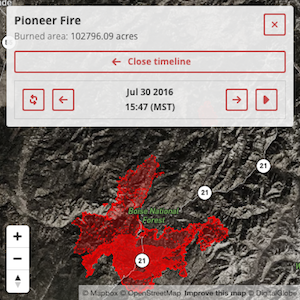 Pioneer Fire
Burned area: 102796.09 acres
Close timeline
Jul 30 2016
15:47 (MST)
21
21
Boise National
Forest
21
© Mapbox © OpenStreetMap Improve this map © DigitalGlobe